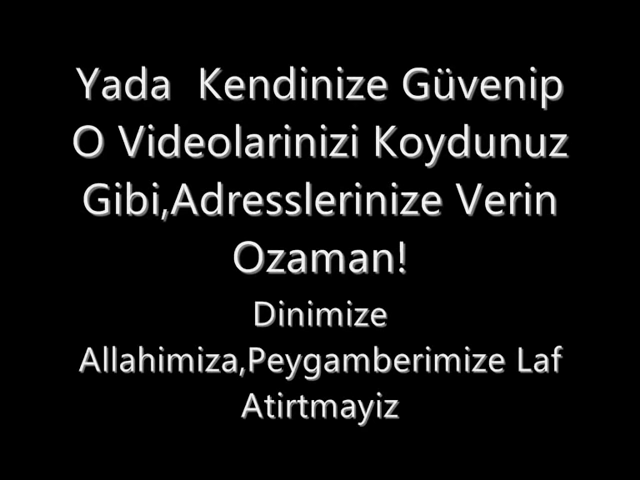 Yada Kendinize Güvenip
O Videolarinizi Koydunuz
Gibi,Adresslerinize Verin
Ozaman!
Dinimize
Allahimiza,Peygamberimize Laf
Atirtmayiz